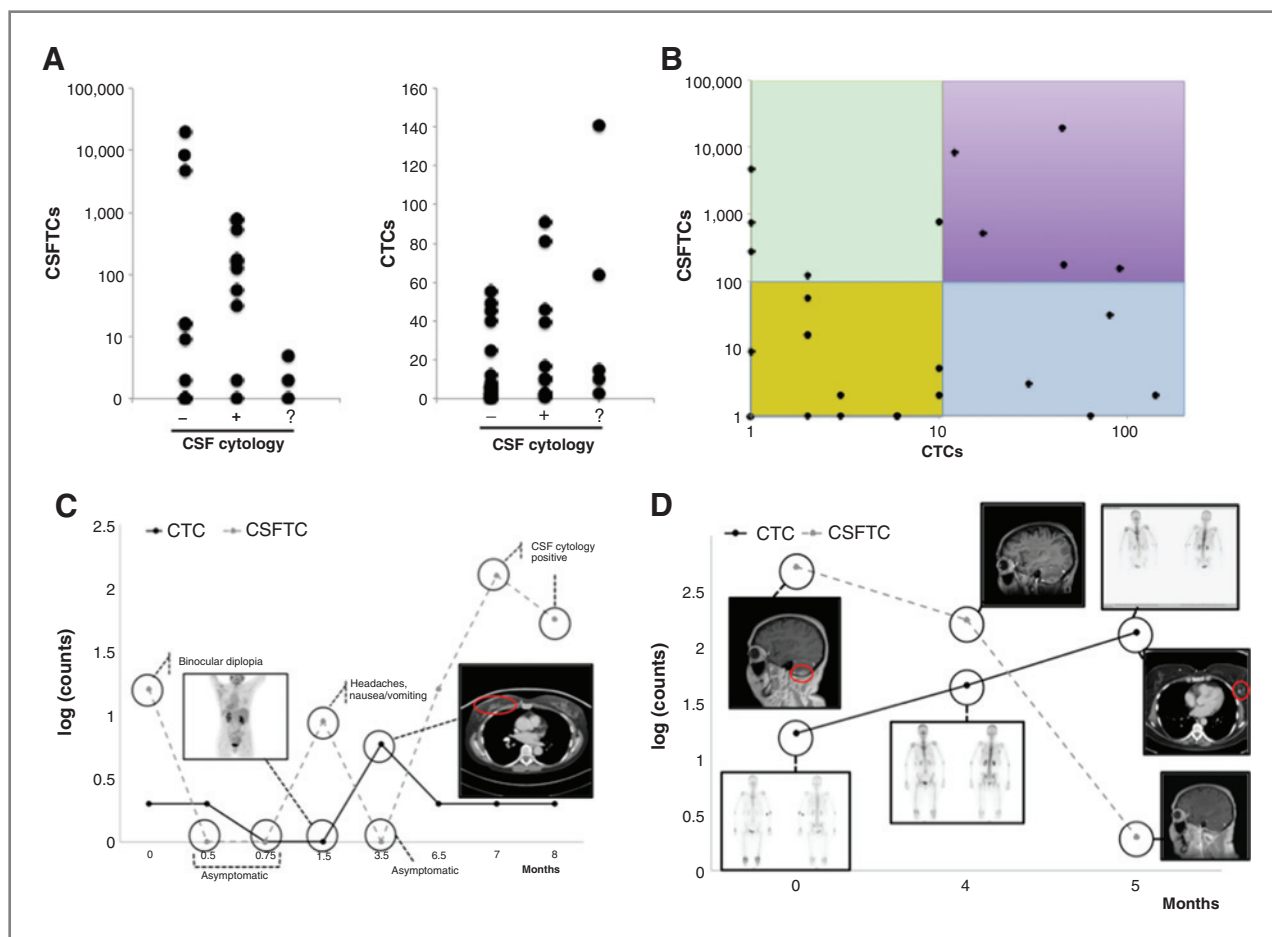 A
100,000
10,000
1,000
100
10
0
CSFTCs
– + ?
CSF cytology
160
140
120
100
80
60
40
20
0
CTCs
– + ?
CSF cytology
B
100,000
10,000
1,000
100
10
1
CSFTCs
1 10 100
CTCs
C
CTC CSFTC
2.5
2
1.5
1
0.5
0
log (counts)
CSF cytology
positive
Binocular diplopia
Headaches,
nausea/vomiting
0 0.5 0.75 1.5 3.5 6.5 7 8
Asymptomatic
Asymptomatic
Months
D
CTC CSFTC
2.5
2
1.5
1
0.5
0
log (counts)
0 4 5
Months